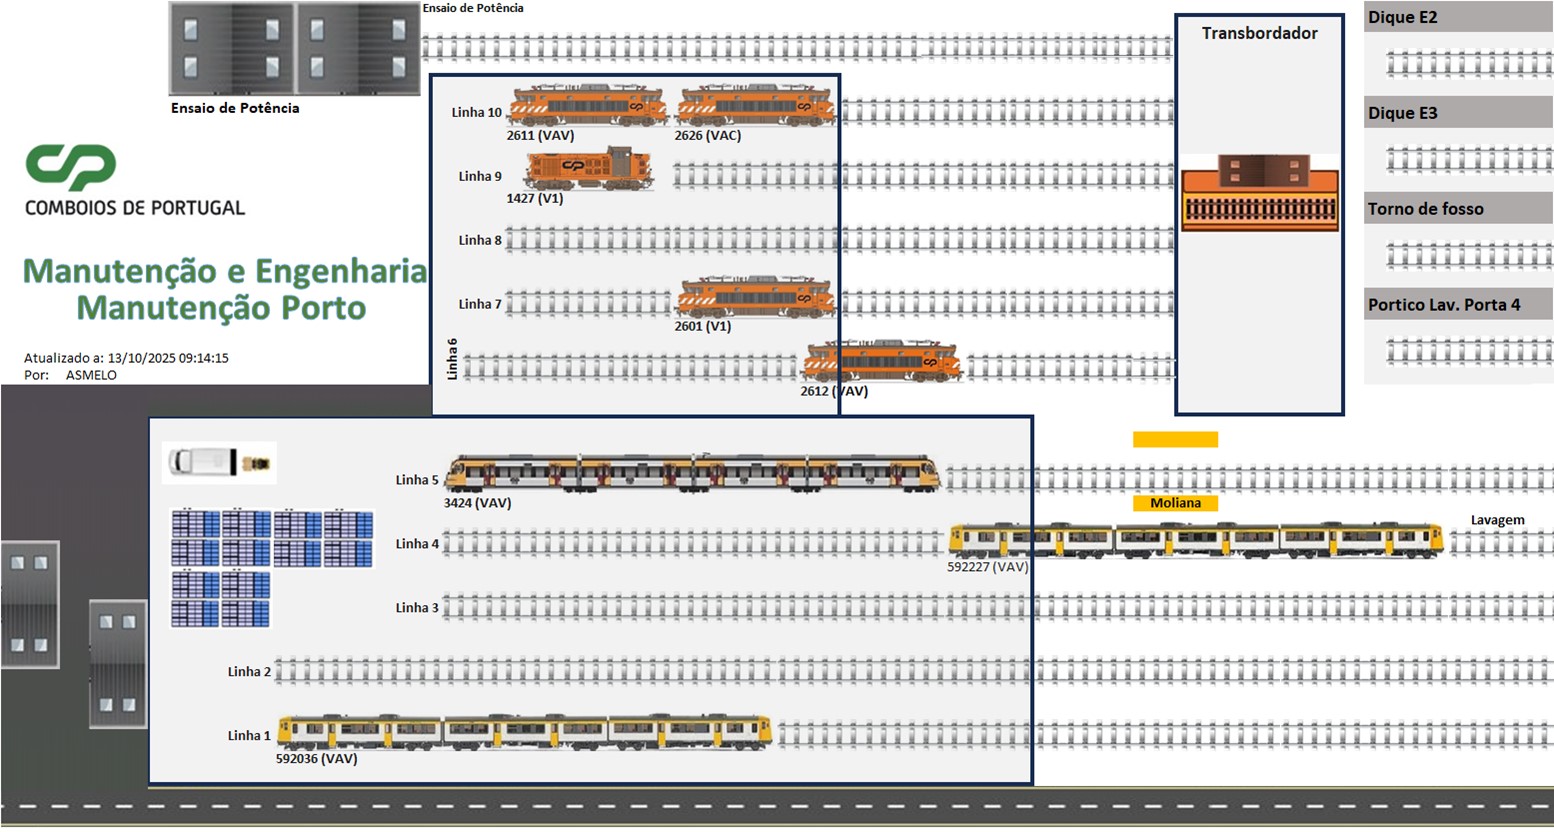 Ensaio de Potência
Ensaio de Potência
CP
COMBOIOS DE PORTUGAL
Manutenção e Engenharia
Manutenção Porto
Atualizado a: 13/10/2025 09:14:15
Por: ASMELO
Transbordador
Dique E2
Dique E3
Torno de fosso
Portico Lav. Porta 4
Linha 10
2611 (VAV)
2626 (VAC)
Linha 9
1427 (V1)
Linha 8
Linha 7
2601 (V1)
Linha 6
2612 (VAV)
Linha 5
3424 (VAV)
Moliana
Lavagem
Linha 4
592227 (VAV)
Linha 3
Linha 2
Linha 1
592036 (VAV)